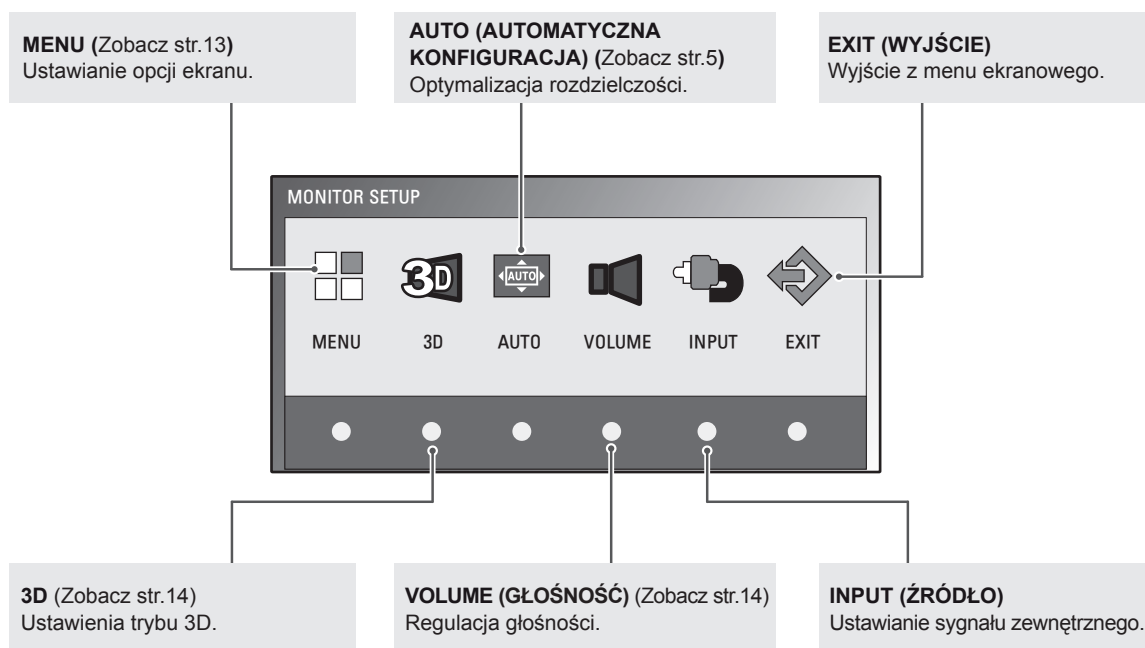 MENU (Zobacz str.13)
Ustawianie opcji ekranu.
AUTO (AUTOMATYCZNA
KONFIGURACJA) (Zobacz str.5)
Optymalizacja rozdzielczości.
EXIT (WYJŚCIE)
Wyjście z menu ekranowego.
MONITOR SETUP
3D
AUTO
MENU 3D AUTO VOLUME INPUT EXIT
3D (Zobacz str.14)
Ustawienia trybu 3D.
VOLUME (GŁOŚNOŚĆ) (Zobacz str.14)
Regulacja głośności.
INPUT (ŹRÓDŁO)
Ustawianie sygnału zewnętrznego.